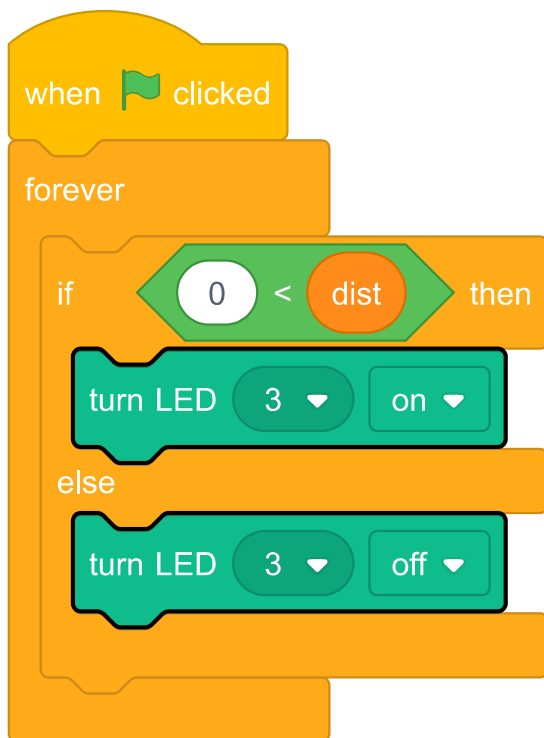 when clicked
forever
if 0 < dist then
turn LED 3 on
else
turn LED 3 off